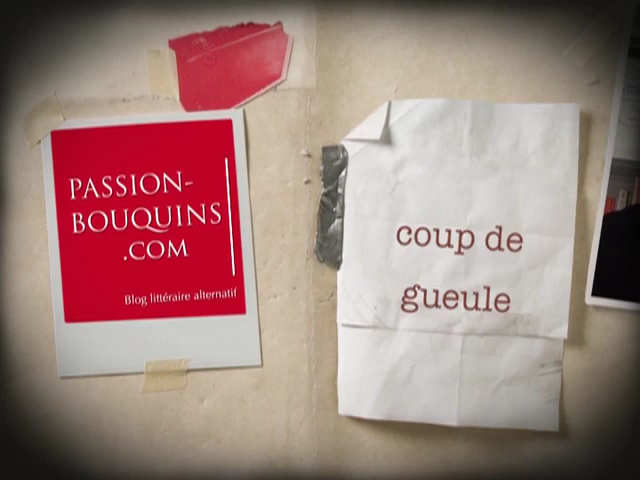 PASSION-
BOUQUINS
.COM
Blog littéraire alternatif
coup de
gueule